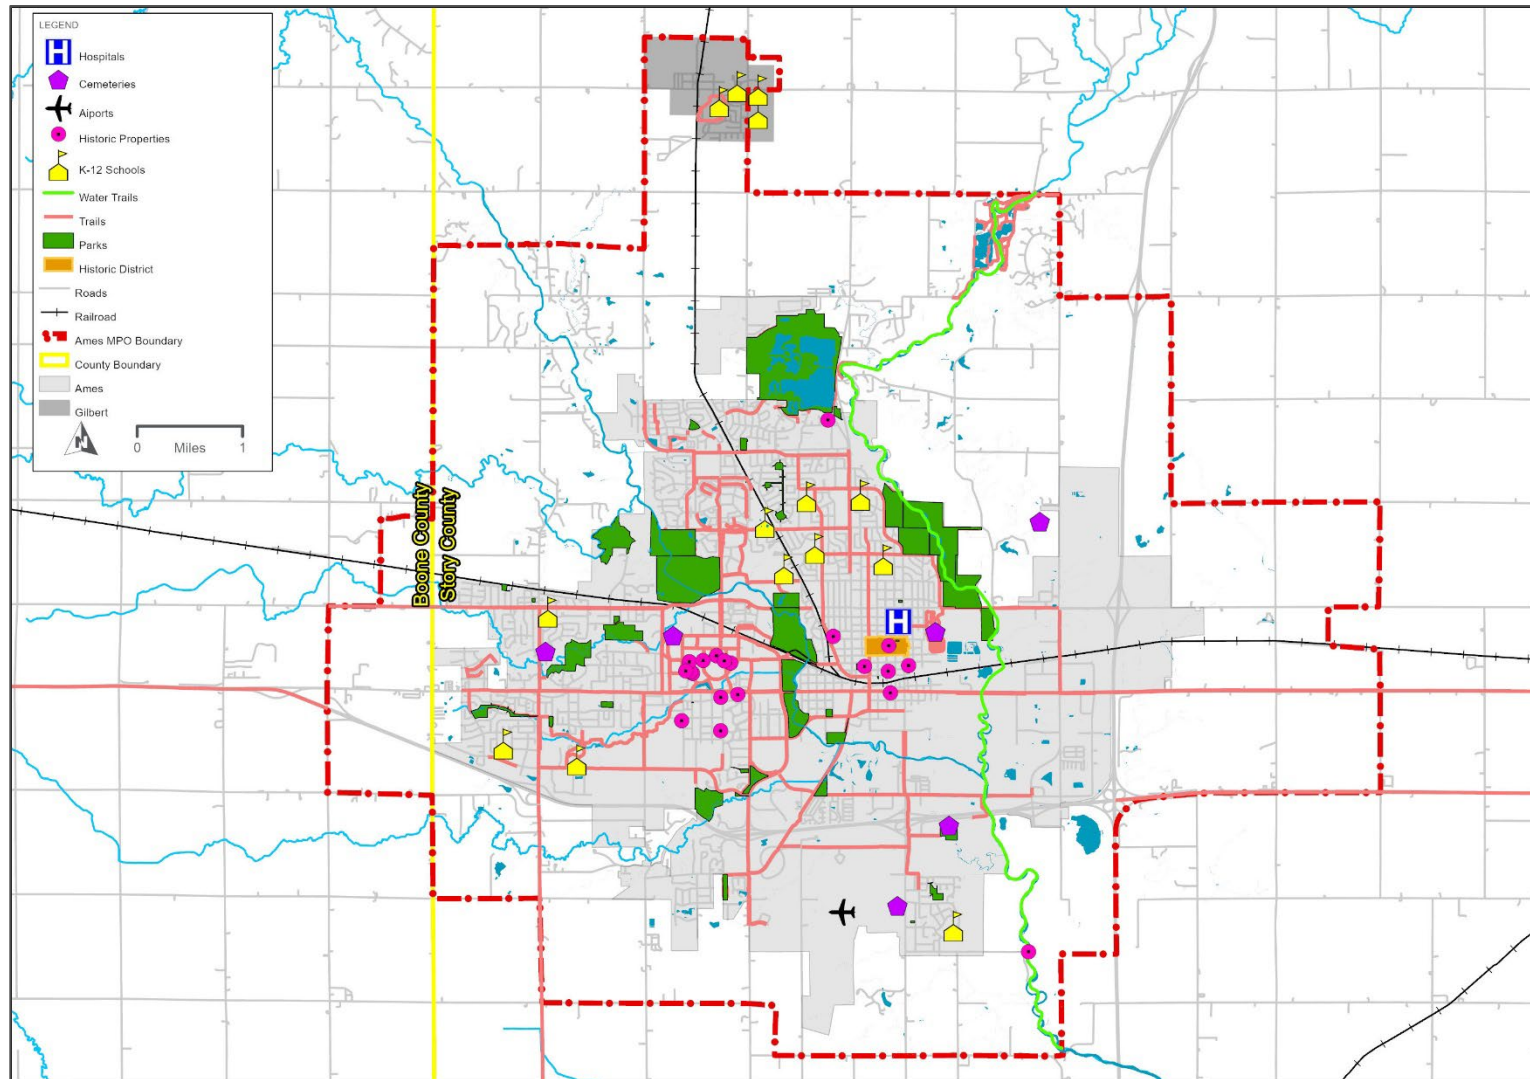 LEGEND
H Hospitals
Cemeteries
Aiports
Historic Properties
K-12 Schools
Water Trails
Trails
Parks
Historic District
Roads
Railroad
Ames MPO Boundary
County Boundary
Ames
Gilbert
N
0 Miles 1
Boone County
Story County
H